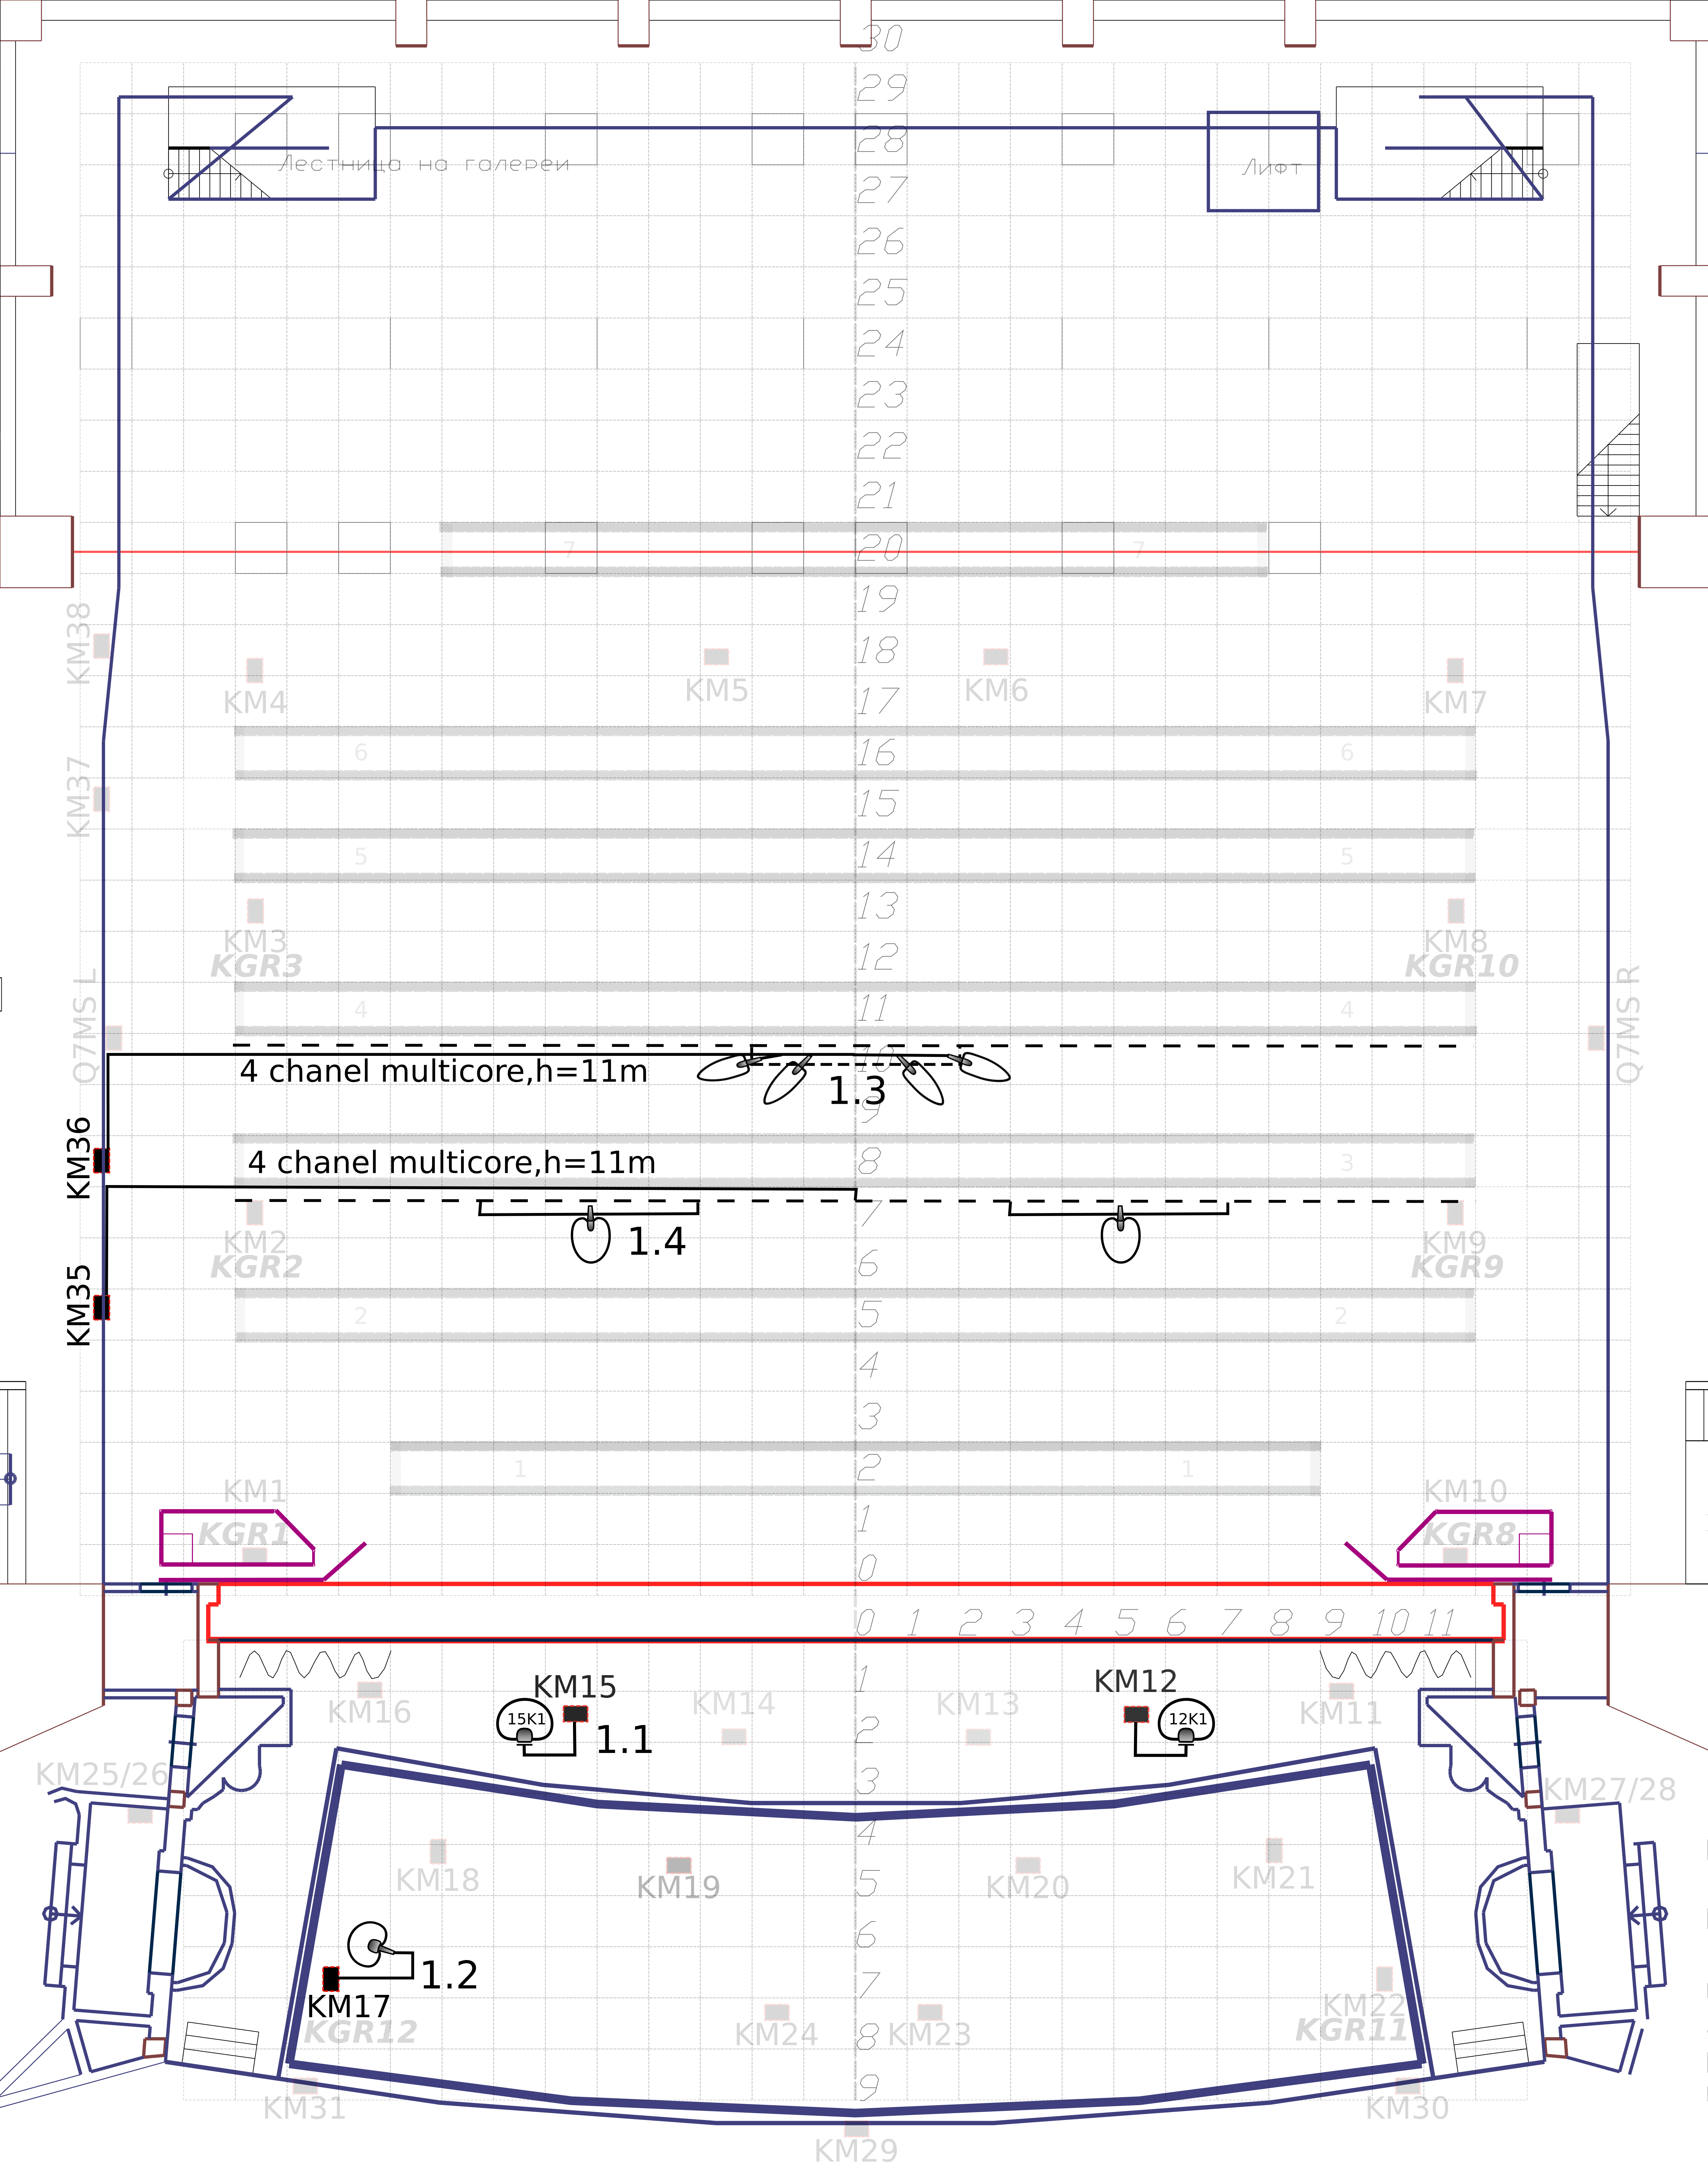 30
29
28
Лестница на галереи
Лифт
27
26
25
24
23
22
21
20
7 7
19
KM38
18
KM4 KM5 KM6 KM7
17
6 16 6
KM37
15
5 14 5
13
KM3 KM8
KGR3 KGR10
12
Q7MS L Q7MS R
4 11 4
10
4 chanel multicore,h=11m
1.3
9
KM36
4 chanel multicore,h=11m
8 3
7
KM2 KM9
1.4
KGR2 KGR9
6
KM35
2 5 2
4
3
1 2 1
KM1 KM10
1
KGR1 KGR8
0
0 1 2 3 4 5 6 7 8 9 10 11
1
KM15 KM12
KM16 KM14 KM13 KM11
15K1 12K1
1.1
2
KM25/26 KM27/28
3
4
KM18 KM19 KM20 KM21
5
6
1.2
7
KM17 KM22
KGR12 KGR11
KM24 KM23
8
9
KM31 KM30
KM29